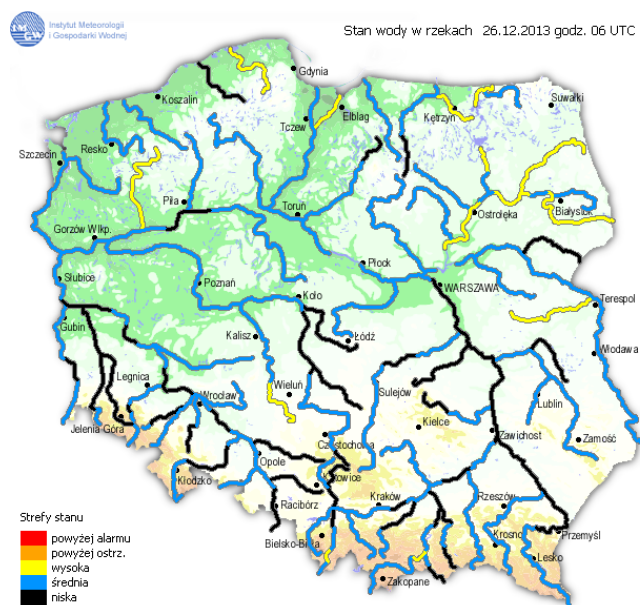 Instytut Meteorologii
i Gospodarki Wodnej
Stan wody w rzekach 26.12.2013 godz. 06 UTC
Gdynia
Koszalin
Suwałki
Elbląg
Kętrzyn
Tczew
Resko
Szczecin
Piła
Toruń
Ostrołęka
Białystok
Gorzów Wlkp.
Płock
Słubice
Poznań
Koło
WARSZAWA
Terespol
Gubin
Kalisz
Łódź
Włodawa
Legnica
Wieluń
Sulejów
Lublin
Wrocław
Jelenia Góra
Kielce
Zawichost
Zamość
Częstochowa
Opole
Kłodzko
Katowice
Racibórz
Kraków
Rzeszów
Bielsko-Biała
Krosno
Przemyśl
Lesko
Zakopane
Strefy stanu
powyżej alarmu
powyżej ostrz.
wysoka
średnia
niska